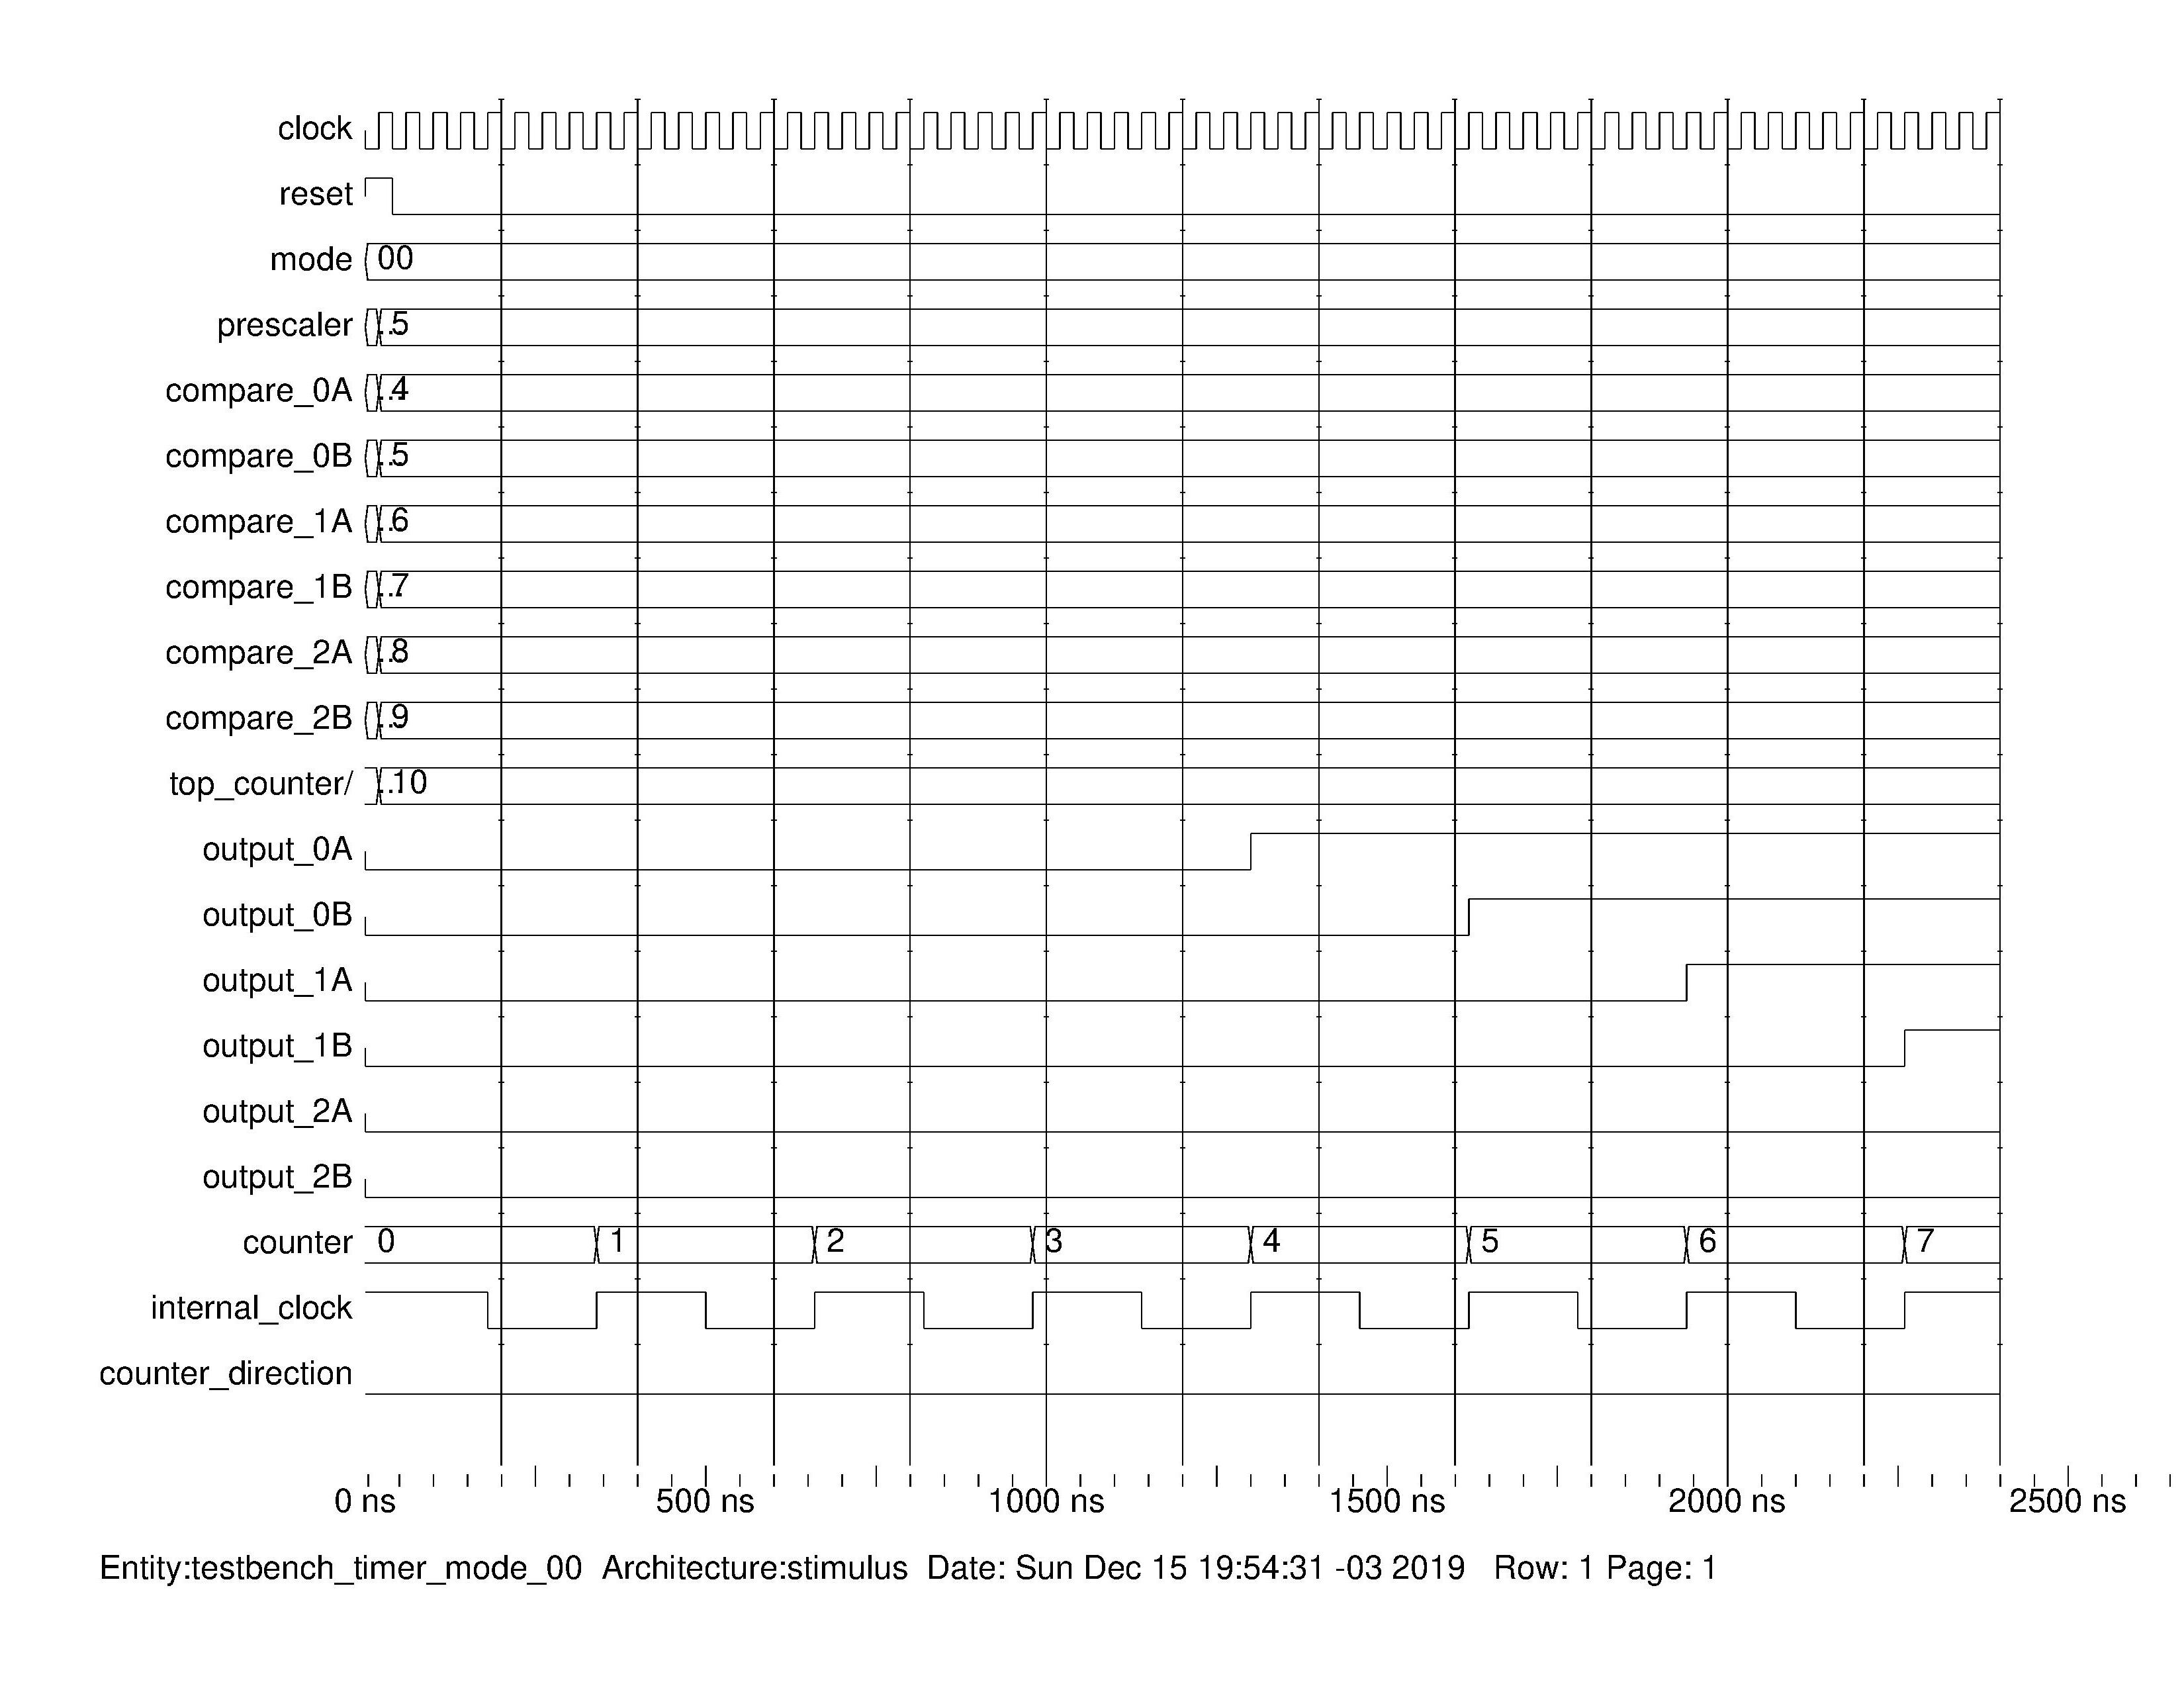 clock
reset
mode 00
prescaler ..5
compare_0A ..4
compare_0B ..5
compare_1A ..6
compare_1B ..7
compare_2A ..8
compare_2B ..9
top_counter/ ..10
output_0A
output_0B
output_1A
output_1B
output_2A
output_2B
counter 0 1 2 3 4 5 6 7
internal_clock
counter_direction
0 ns 500 ns 1000 ns 1500 ns 2000 ns 2500 ns
Entity:testbench_timer_mode_00 Architecture:stimulus Date: Sun Dec 15 19:54:31 -03 2019 Row: 1 Page: 1